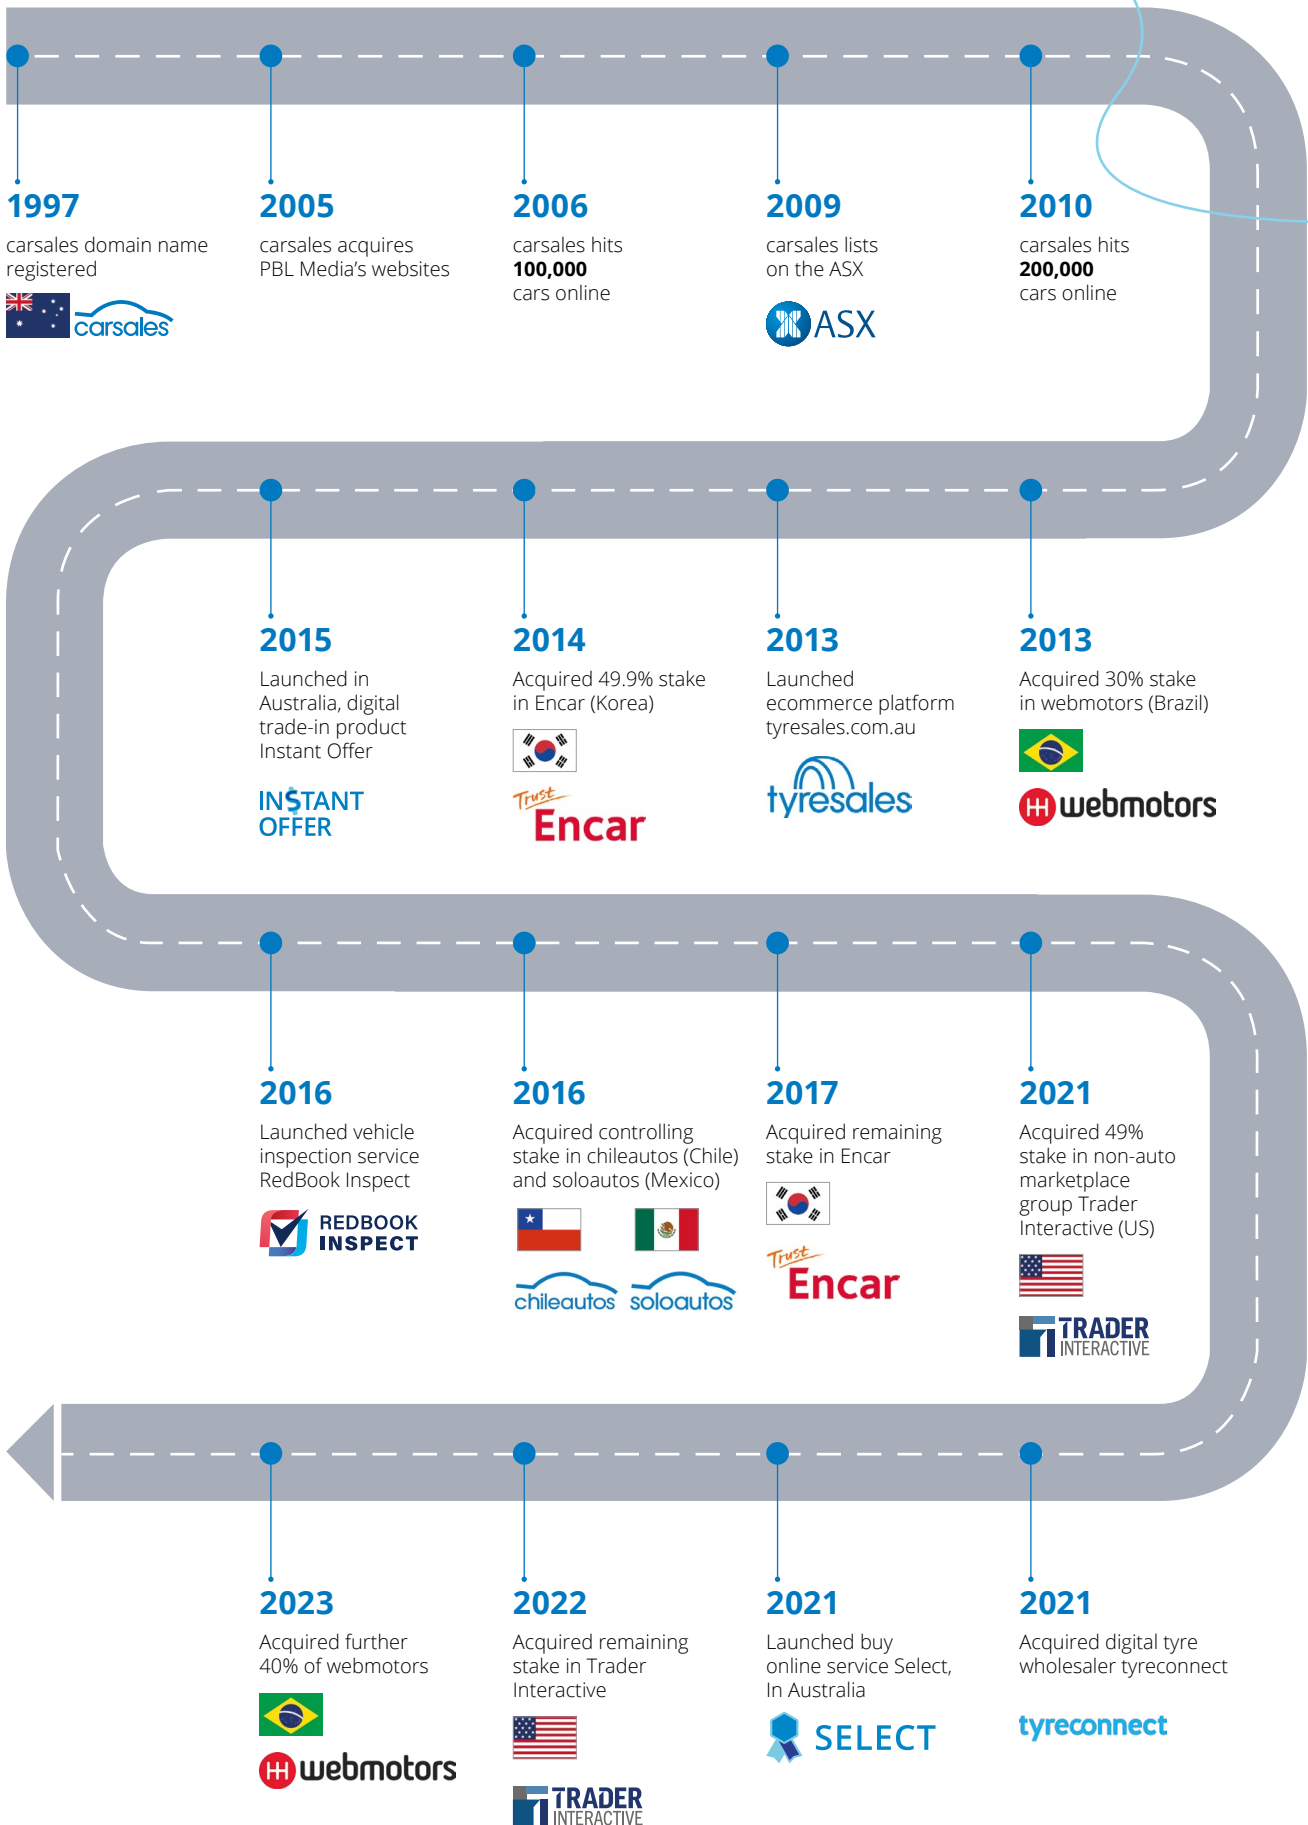 1997
carsales domain name
registered
carsales
2005
carsales acquires
PBL Media's websites
2006
carsales hits
100,000
cars online
2009
carsales lists
on the ASX
ASX
2010
carsales hits
200,000
cars online
2015
Launched in
Australia, digital
trade-in product
Instant Offer
IN$TANT
OFFER
2014
Acquired 49.9% stake
in Encar (Korea)
Trust
Encar
2013
Launched
ecommerce platform
tyresales.com.au
tyresales
2013
Acquired 30% stake
in webmotors (Brazil)
webmotors
2016
Launched vehicle
inspection service
RedBook Inspect
REDBOOK
INSPECT
2016
Acquired controlling
stake in chileautos (Chile)
and soloautos (Mexico)
chileautos soloautos
2017
Acquired remaining
stake in Encar
Trust
Encar
2021
Acquired 49%
stake in non-auto
marketplace
group Trader
Interactive (US)
TRADER
INTERACTIVE
2023
Acquired further
40% of webmotors
webmotors
2022
Acquired remaining
stake in Trader
Interactive
TRADER
INTERACTIVE
2021
Launched buy
online service Select,
In Australia
SELECT
2021
Acquired digital tyre
wholesaler tyreconnect
tyreconnect